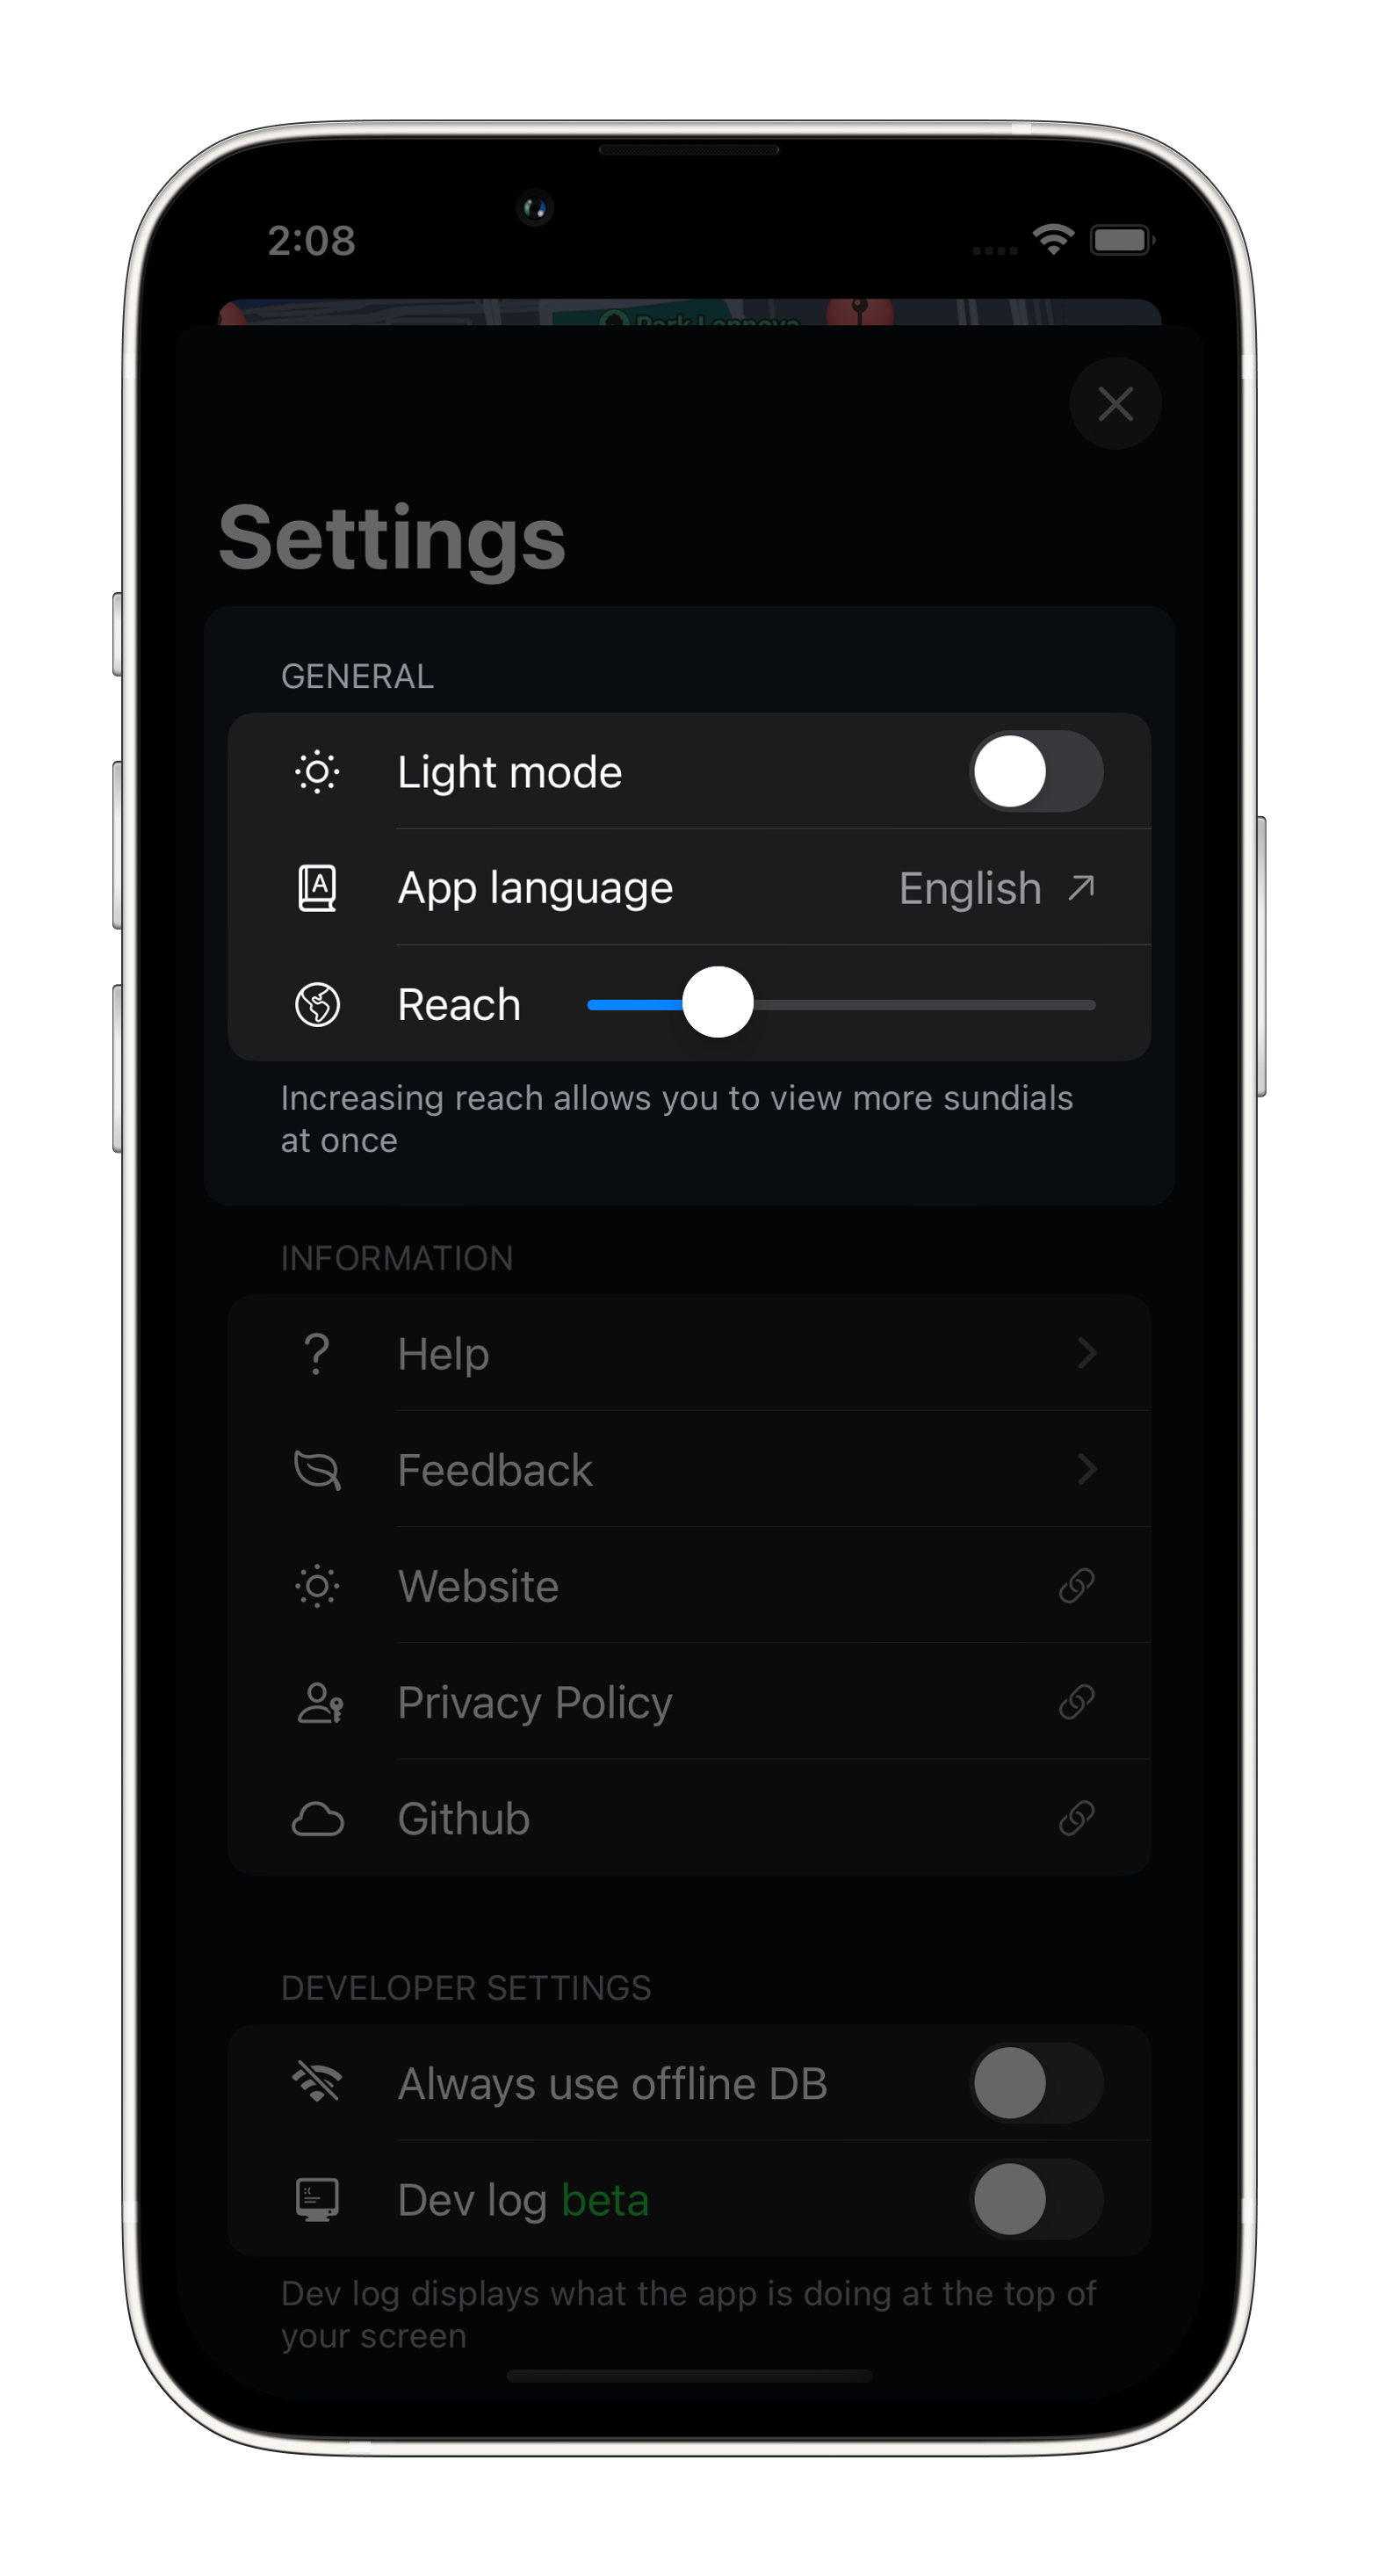 2:08
Settings
GENERAL
Light mode
App language English
Reach
Increasing reach allows you to view more sundials
at once
INFORMATION
Help
Feedback
Website
Privacy Policy
Github
DEVELOPER SETTINGS
Always use offline DB
Dev log beta
Dev log displays what the app is doing at the top of
your screen